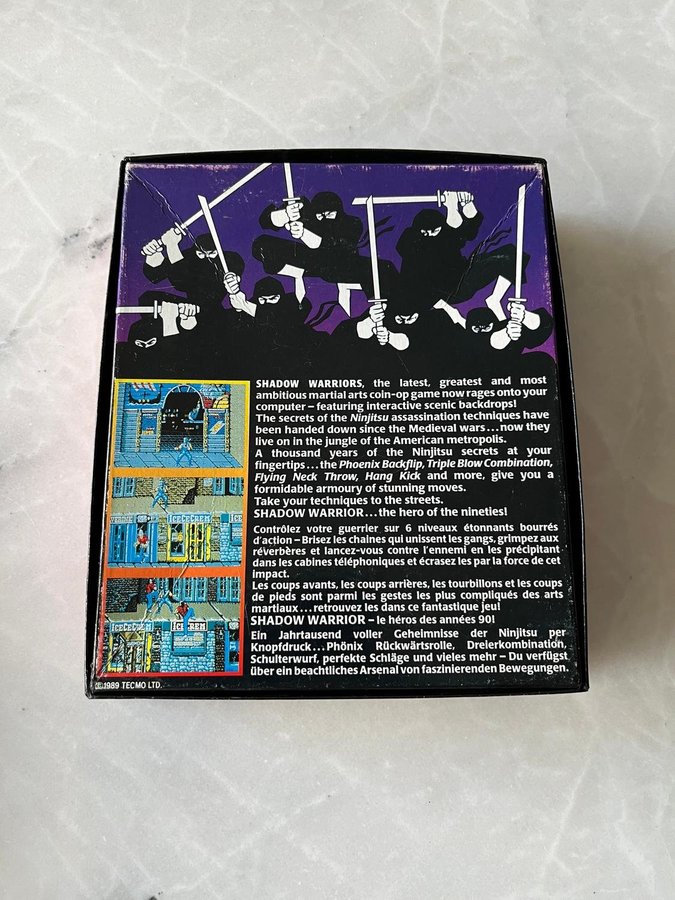 SHADOW WARRIORS, the latest, greatest and most
ambitious martial arts coin-op game now rages onto your
computer – featuring interactive scenic backdrops!
The secrets of the Ninjitsu assasssination techniques have
been handed down since the Medieval wars...now they
live on in the jungle of the American metropolis.
A thousand years of the Ninjitsu secrets at your
fingertips...the Phoenix Backflip, Triple Blow Combination,
Flying Neck Throw, Hang Kick and more, give you a
formidable armoury of stunning moves.
Take your techniques to the streets.
SHADOW WARRIOR...the hero of the nineties!
Contrôlez votre guerrier sur 6 niveaux étonnants bourrés
d'action – Brisez les chaines qui unissent les gangs, grimpez aux
réverbères et lancez-vous contre l'ennemi en les précipitant
dans les cabines téléphoniques et écrasez les par la force de cet
impact.
Les coups avants, les coups arrières, les tourbillons et les coups
de pieds sont parmi les gestes les plus compliqués des arts
martiaux...retrouvez les dans ce fantastique jeu!
SHADOW WARRIOR – le héros des années 90!
Ein Jahrtausend voller Geheimnisse der Ninjitsu per
Knopfdruck...Phönix Rückwärtsrolle, Dreierkombination,
Schulterwurf, perfekte Schläge und vieles mehr – Du verfügst
über ein beachtliches Arsenal von faszinierenden Bewegungen.
ICECECREM
ICECECREM
ICE REM
©1989 TECMO LTD.